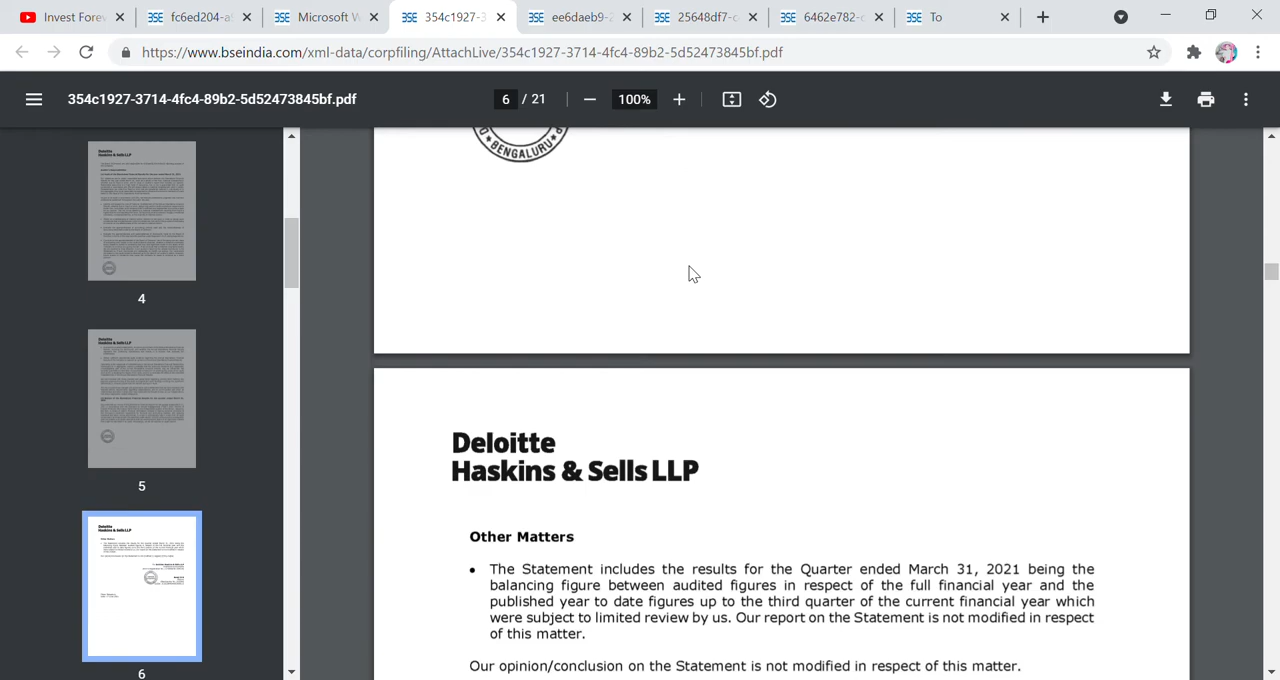 Invest Fore
fc6ed204-a
Microsoft W
354c1927-3
ee6daeb9-2
25648df7-c
6462e782-c
To
https://www.bseindia.com/xml-data/corpfiling/AttachLive/354c1927-3714-4fc4-89b2-5d52473845bf.pdf
354c1927-3714-4fc4-89b2-5d52473845bf.pdf
6 / 21
100%
4
5
Deloitte
Haskins & Sells LLP
6
BENGALURU
Deloitte
Haskins & Sells LLP
Other Matters
• The Statement includes the results for the Quarter ended March 31, 2021 being the
balancing figure between audited figures in respect of the full financial year and the
published year to date figures up to the third quarter of the current financial year which
were subject to limited review by us. Our report on the Statement is not modified in respect
of this matter.
Our opinion/conclusion on the Statement is not modified in respect of this matter.